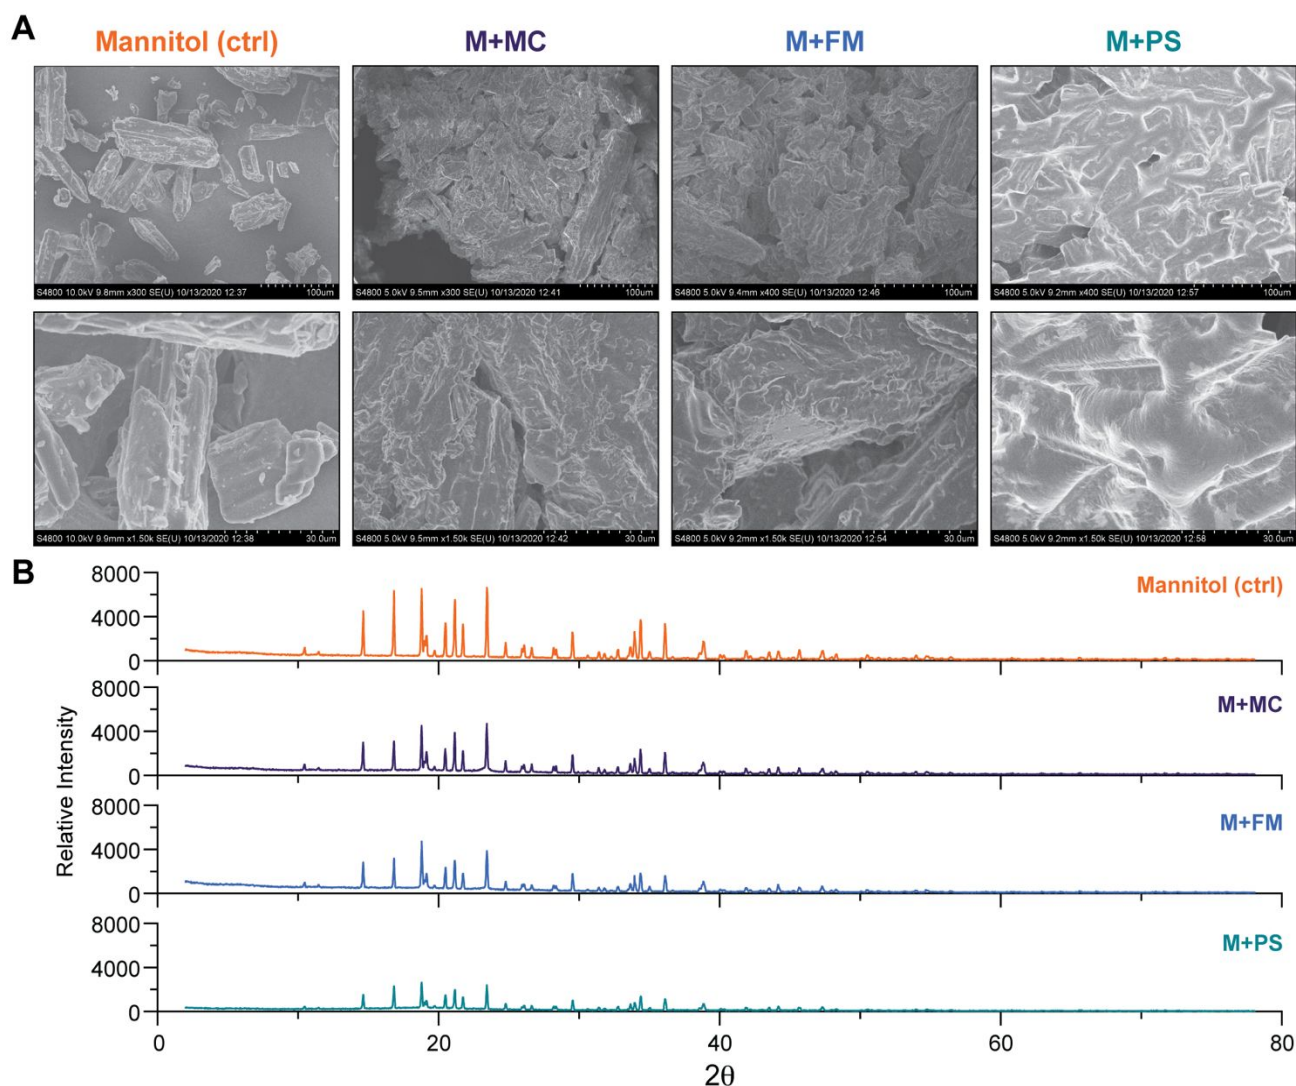 A
Mannitol (ctrl)
M+MC
M+FM
M+PS
S4800 10.0kV 9.8mm x300 SE(U) 10/13/2020 12:37 100um
S4800 5.0kV 9.5mm x300 SE(U) 10/13/2020 12:41 100um
S4800 5.0kV 9.4mm x400 SE(U) 10/13/2020 12:46 100um
S4800 5.0kV 9.2mm x400 SE(U) 10/13/2020 12:57 100um
S4800 10.0kV 9.9mm x1.50k SE(U) 10/13/2020 12:38 30.0um
S4800 5.0kV 9.5mm x1.50k SE(U) 10/13/2020 12:42 30.0um
S4800 5.0kV 9.2mm x1.50k SE(U) 10/13/2020 12:54 30.0um
S4800 5.0kV 9.2mm x1.50k SE(U) 10/13/2020 12:58 30.0um
B
Relative Intensity
8000
4000
0
Mannitol (ctrl)
8000
4000
0
M+MC
8000
4000
0
M+FM
8000
4000
0
M+PS
0 20 40 60 80
2θ